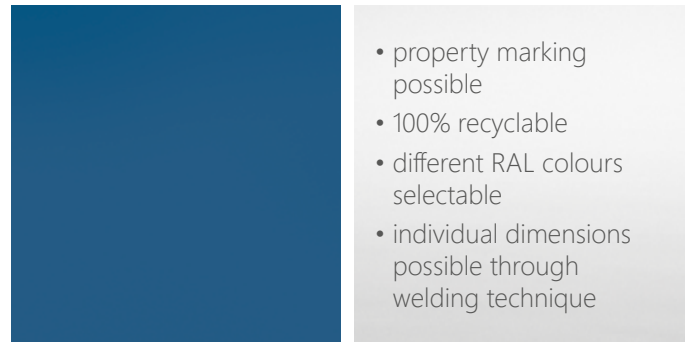 • property marking
possible
• 100% recyclable
• different RAL colours
selectable
• individual dimensions
possible through
welding technique